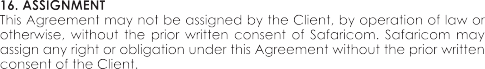 16. ASSIGNMENT
This Agreement may not be assigned by the Client, by operation of law or
otherwise, without the prior written consent of Safaricom. Safaricom may
assign any right or obligation under this Agreement without the prior written
consent of the Client.